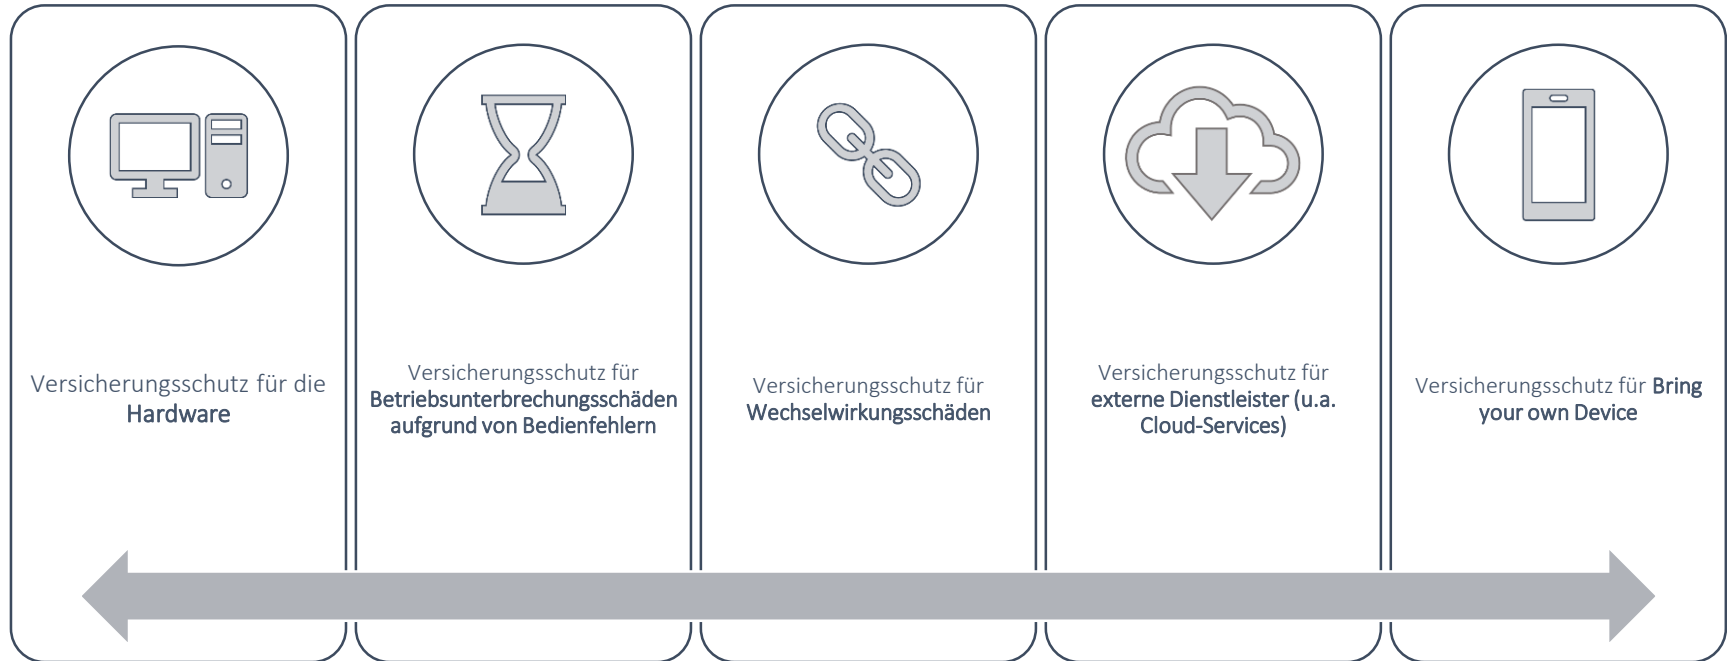 Versicherungsschutz für die
Hardware
Versicherungsschutz für
Betriebsunterbrechungsschäden
aufgrund von Bedienfehlern
Versicherungsschutz für
Wechselwirkungsschäden
Versicherungsschutz für
externe Dienstleister (u.a.
Cloud-Services)
Versicherungsschutz für Bring
your own Device